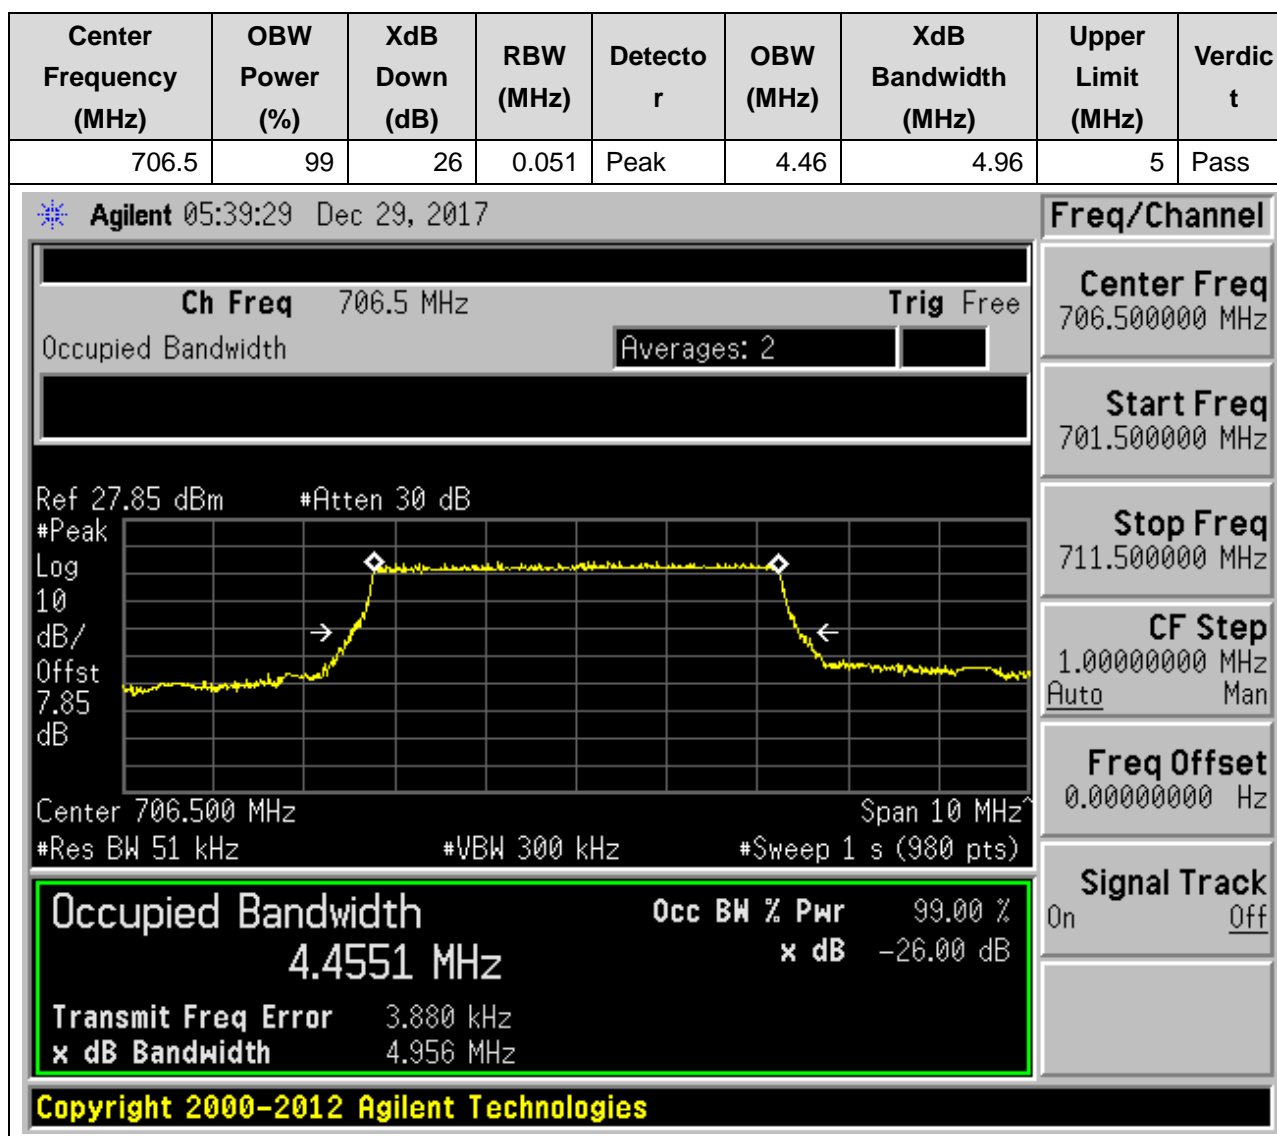 Center Frequency (MHz) OBW Power (%) XdB Down (dB) RBW (MHz) Detecto r OBW (MHz) XdB Bandwidth (MHz) Upper Limit (MHz) Verdic t
706.5 99 26 0.051 Peak 4.46 4.96 5 Pass
Agilent 05:39:29 Dec 29, 2017
Freq/Channel
Ch Freq 706.5 MHz Trig Free
Occupied Bandwidth Averages: 2
Center Freq
706.500000 MHz
Start Freq
701.500000 MHz
Stop Freq
711.500000 MHz
CF Step
1.00000000 MHz
Auto Man
Freq Offset
0.00000000 Hz
Signal Track
On Off
Ref 27.85 dBm #Atten 30 dB
#Peak
Log
10
dB/
Offst
7.85
dB
Center 706.500 MHz Span 10 MHz^
#Res BW 51 kHz #VBW 300 kHz #Sweep 1 s (980 pts)
Occupied Bandwidth Occ BW % Pwr 99.00 %
4.4551 MHz x dB -26.00 dB
Transmit Freq Error 3.880 kHz
x dB Bandwidth 4.956 MHz
Copyright 2000-2012 Agilent Technologies